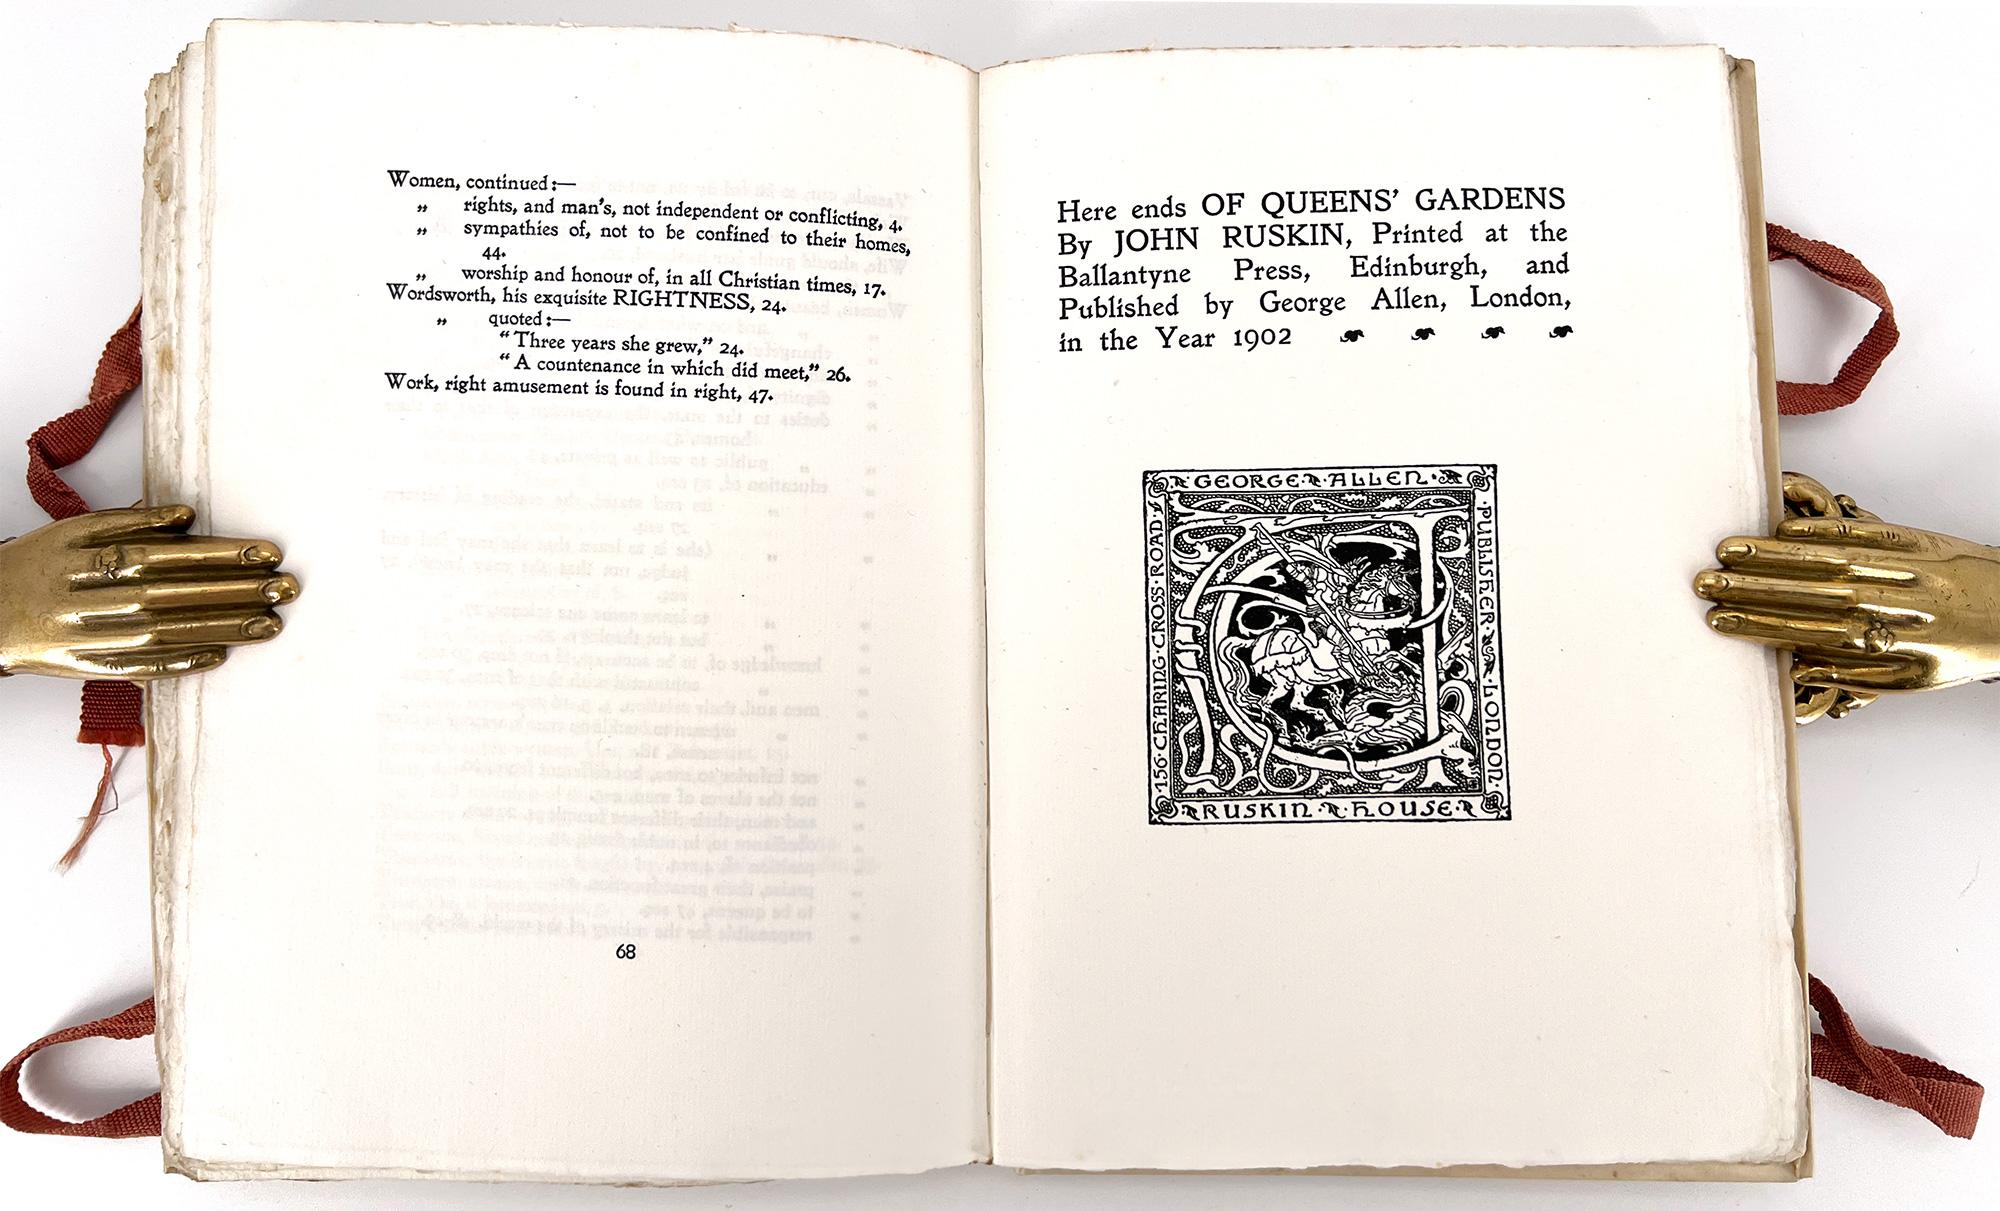 Women, continued:—
„ rights, and man's, not independent or conflicting, 4.
„ sympathies of, not to be confined to their homes,
44.
„ worship and honour of, in all Christian times, 17.
Wordsworth, his exquisite RIGHTNESS, 24.
„ quoted:—
“Three years she grew,” 24.
“A countenance in which did meet,” 26.
Work, right amusement is found in right, 47.
68
Here ends OF QUEENS’ GARDENS
By JOHN RUSKIN, Printed at the
Ballantyne Press, Edinburgh, and
Published by George Allen, London,
in the Year 1902
GEORGE · ALLEN ·
· PUBLISHER · LONDON
156 · CHARING · CROSS · ROAD ·
· RUSKIN · HOUSE ·